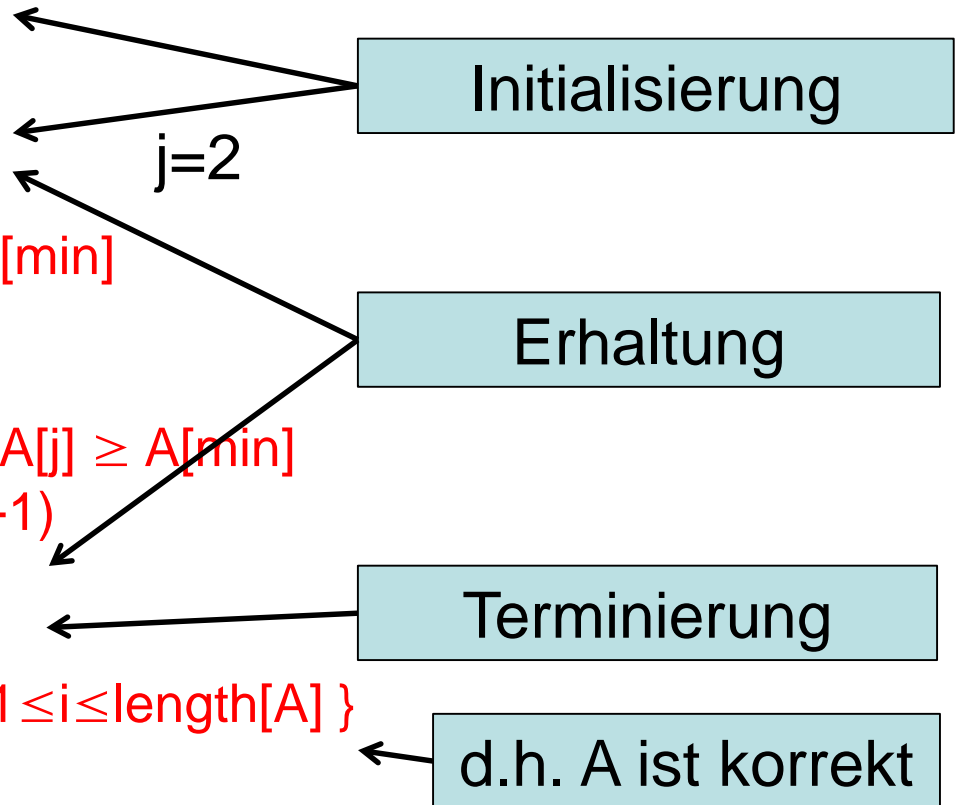 Initialisierung
j=2
[min]
Erhaltung
A[j] ≥ A[min]
-1)
Terminierung
1≤i≤length[A] }
d.h. A ist korrekt